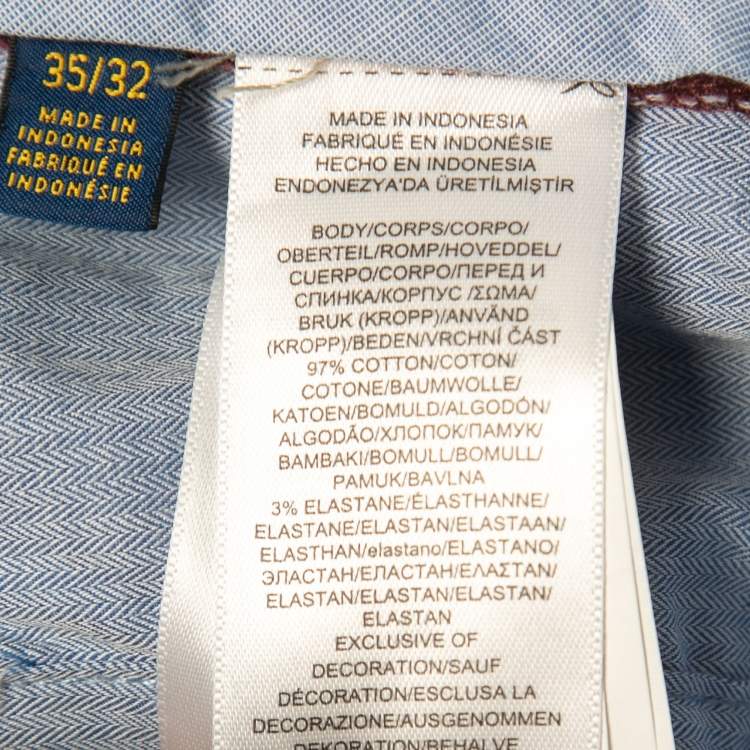 35/32
MADE IN
INDONESIA
FABRIQUÉ EN
INDONÉSIE
MADE IN INDONESIA
FABRIQUÉ EN INDONÉSIE
HECHO EN INDONESIA
ENDONEZYA'DA ÜRETİLMİŞTİR
BODY/CORPS/CORPO/
OBERTEIL/ROMP/HOVEDDEL/
CUERPO/CORPO/ПЕРЕД И
СПИНКА/КОРПУС /ΣΩΜΑ/
BRUK (KROPP)/ANVÄND
(KROPP)/BEDEN/VRCHNÍ ČÁST
97% COTTON/COTON/
COTONE/BAUMWOLLE/
KATOEN/BOMULD/ALGODÓN/
ALGODÃO/ХЛОПОК/ПАМУК/
BAMBAKI/BOMULL/BOMULL/
PAMUK/BAVLNA
3% ELASTANE/ÉLASTHANNE/
ELASTANE/ELASTAN/ELASTAAN/
ELASTHAN/elastano/ELASTANO/
ЭЛАСТАН/ЕЛАСТАН/ΕΛΑΣΤΑΝ/
ELASTAN/ELASTAN/ELASTAN/
ELASTAN
EXCLUSIVE OF
DECORATION/SAUF
DÉCORATION/ESCLUSA LA
DECORAZIONE/AUSGENOMMEN
DEKORATION/BEHALVE